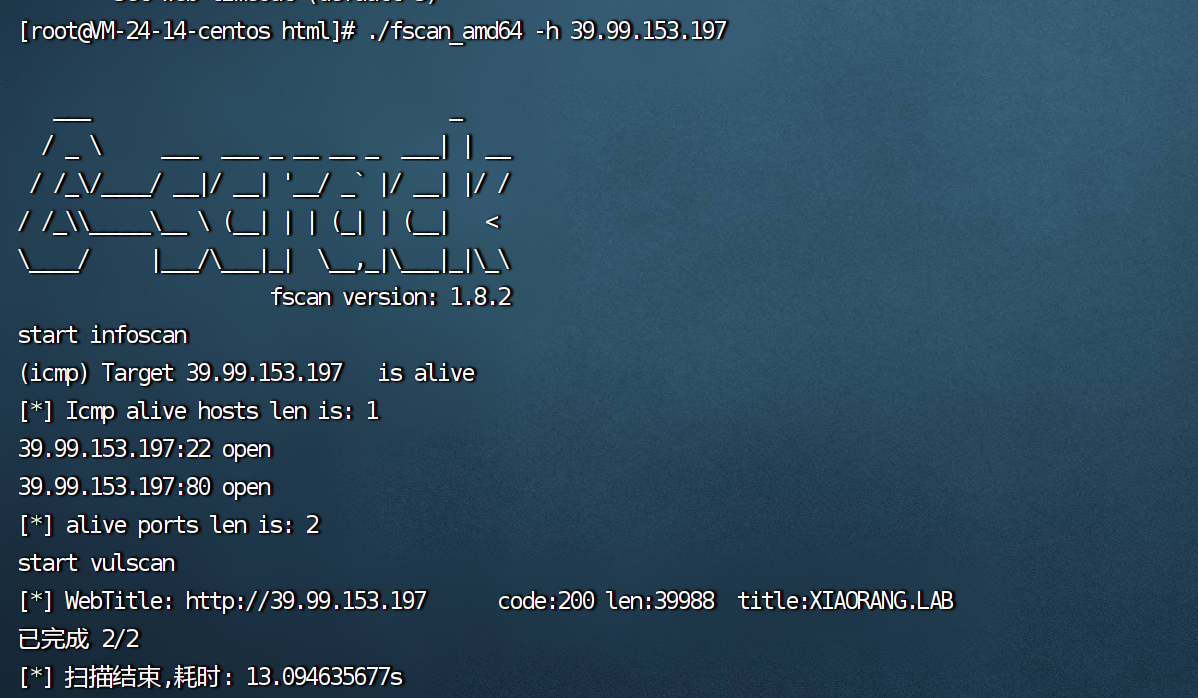 [root@VM-24-14-centos html]# ./fscan_amd64 -h 39.99.153.197
   ___                              _
  / _ \     ___  ___ _ __ __ _  ___| | __
 / /_\/____/ __|/ __| '__/ _` |/ __| |/ /
/ /_\\_____\__ \ (__| | | (_| | (__|   <
\____/     |___/\___|_|  \__,_|\___|_|\_\
                     fscan version: 1.8.2
start infoscan
(icmp) Target 39.99.153.197   is alive
[*] Icmp alive hosts len is: 1
39.99.153.197:22 open
39.99.153.197:80 open
[*] alive ports len is: 2
start vulscan
[*] WebTitle: http://39.99.153.197      code:200 len:39988  title:XIAORANG.LAB
已完成 2/2
[*] 扫描结束,耗时: 13.094635677s